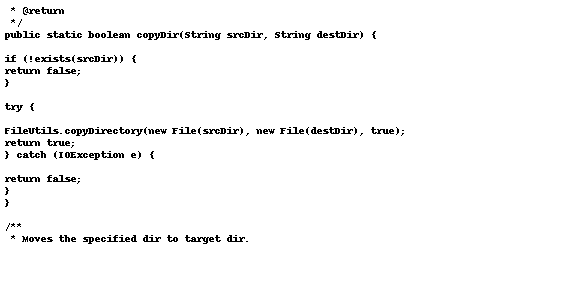 * @return
*/
public static boolean copyDir(String srcDir, String destDir) {
if (!exists(srcDir)) {
return false;
}
try {
FileUtils.copyDirectory(new File(srcDir), new File(destDir), true);
return true;
} catch (IOException e) {
return false;
}
}
/**
* Moves the specified dir to target dir.